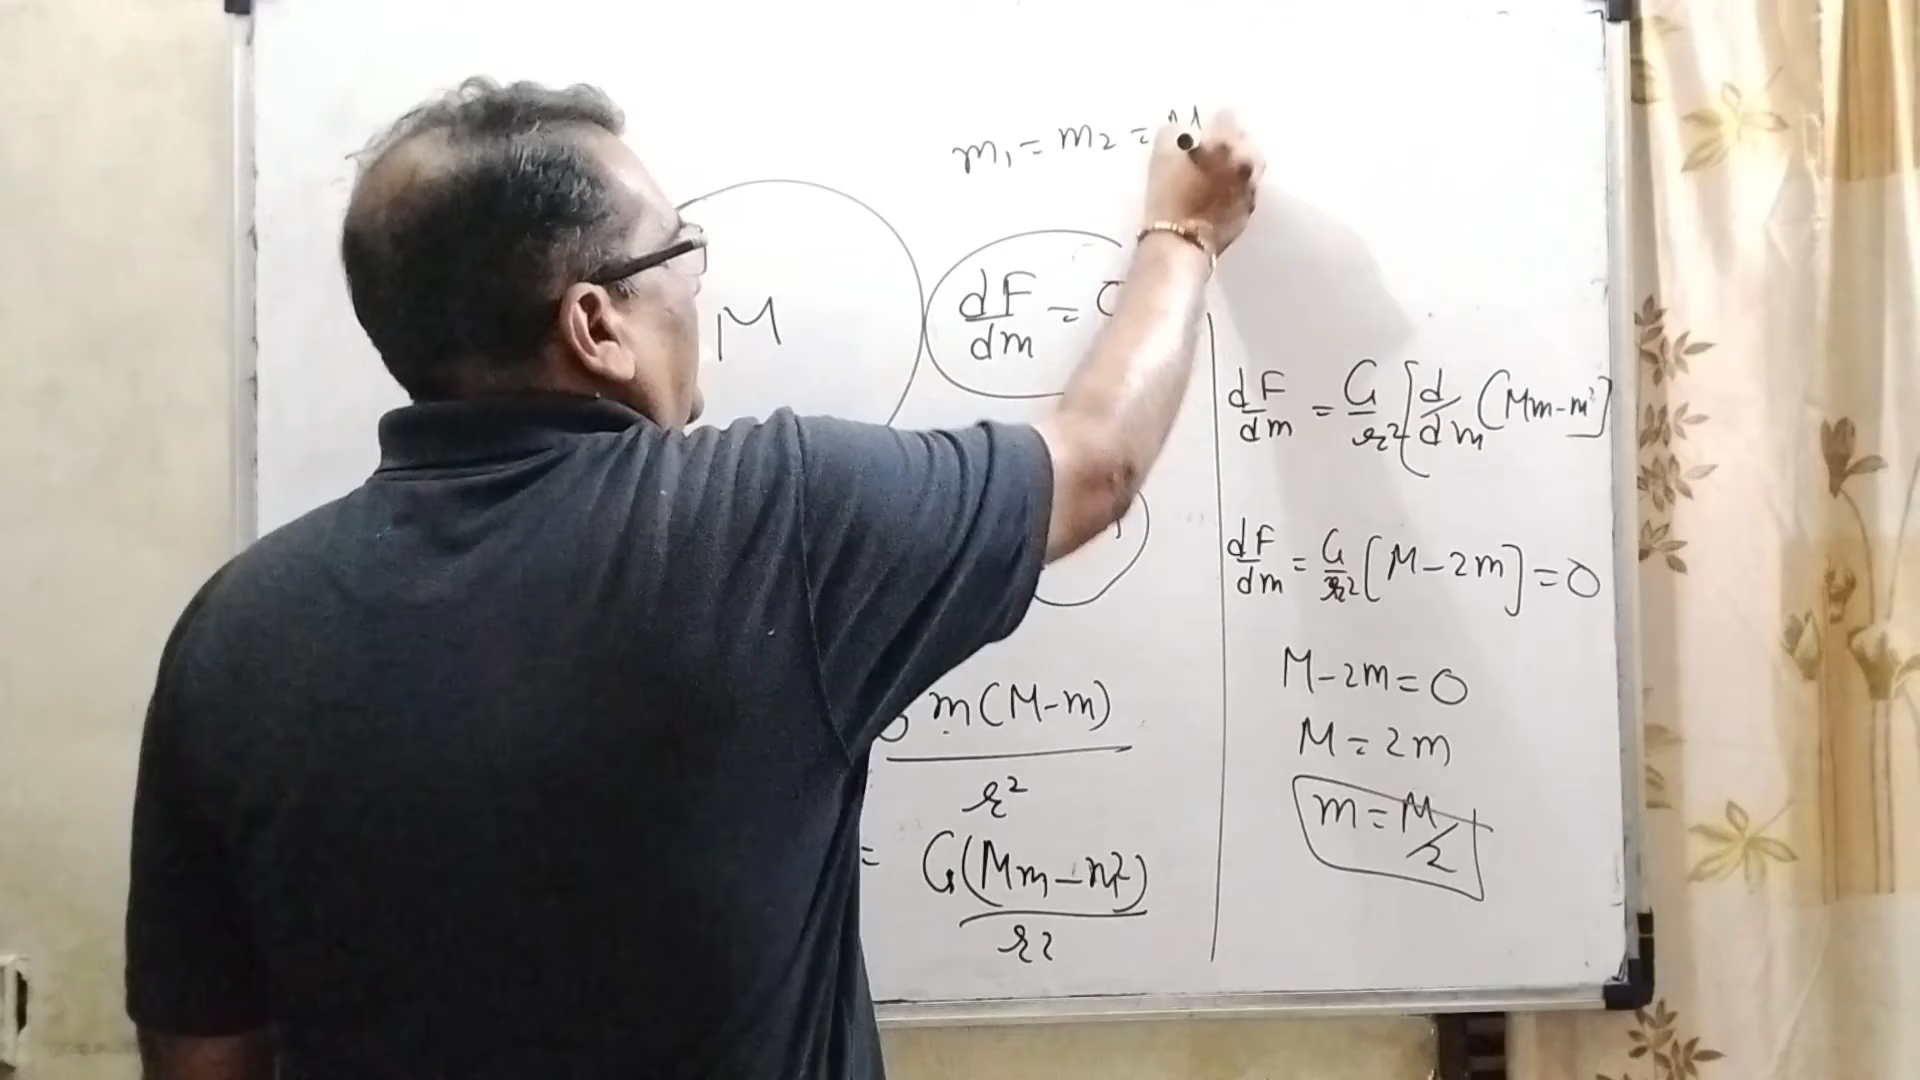 m₁ = m₂ = M
M
dF/dm =
m(M-m)
r²
= G(Mm-m²)
r²
dF/dm = G/r² [d/dm (Mm-m²]
dF/dm = G/r² [M-2m] = 0
M-2m = 0
M = 2m
m = M/2